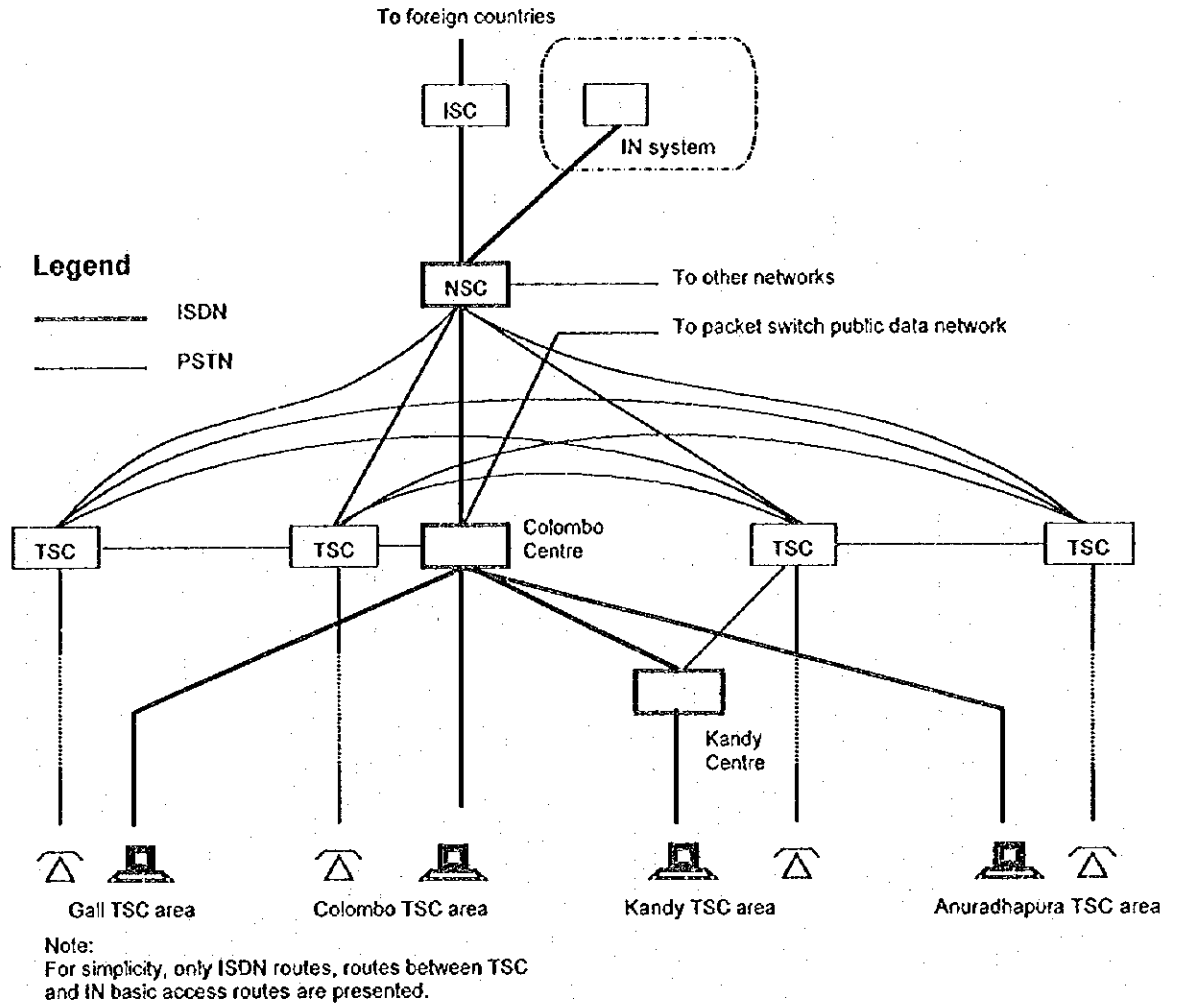 To foreign countries
ISC
IN system
Legend
NSC
To other networks
ISDN
To packet switch public data network
PSTN
TSC
TSC
Colombo
Centre
TSC
TSC
Kandy
Centre
Gall TSC area
Colombo TSC area
Kandy TSC area
Anuradhapura TSC area
Note:
For simplicity, only ISDN routes, routes between TSC
and IN basic access routes are presented.